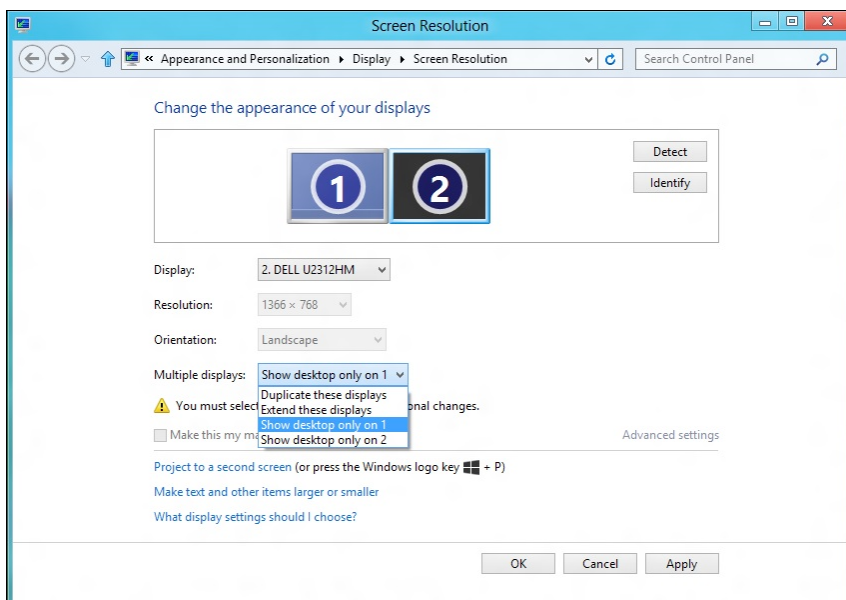 Screen Resolution
« Appearance and Personalization Display Screen Resolution
Search Control Panel
Change the appearance of your displays
1 2
Detect
Identify
Display: 2. DELL U2312HM
Resolution: 1366 × 768
Orientation: Landscape
Multiple displays: Show desktop only on 1
Duplicate these displays
You must selec onal changes.
Extend these displays
Show desktop only on 1
Make this my ma Advanced settings
Show desktop only on 2
Project to a second screen (or press the Windows logo key + P)
Make text and other items larger or smaller
What display settings should I choose?
OK Cancel Apply